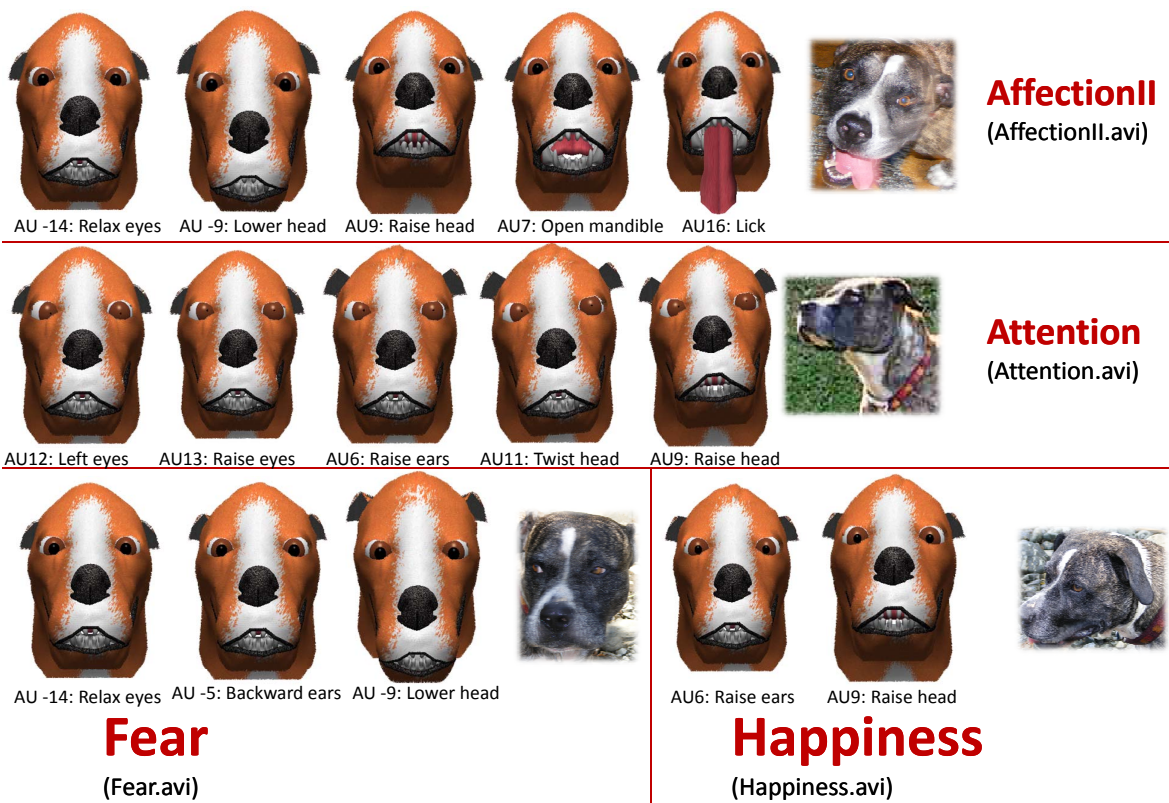 AffectionII
(AffectionII.avi)
AU -14: Relax eyes
AU -9: Lower head
AU9: Raise head
AU7: Open mandible
AU16: Lick
Attention
(Attention.avi)
AU12: Left eyes
AU13: Raise eyes
AU6: Raise ears
AU11: Twist head
AU9: Raise head
AU -14: Relax eyes
AU -5: Backward ears
AU -9: Lower head
Fear
(Fear.avi)
AU6: Raise ears
AU9: Raise head
Happiness
(Happiness.avi)